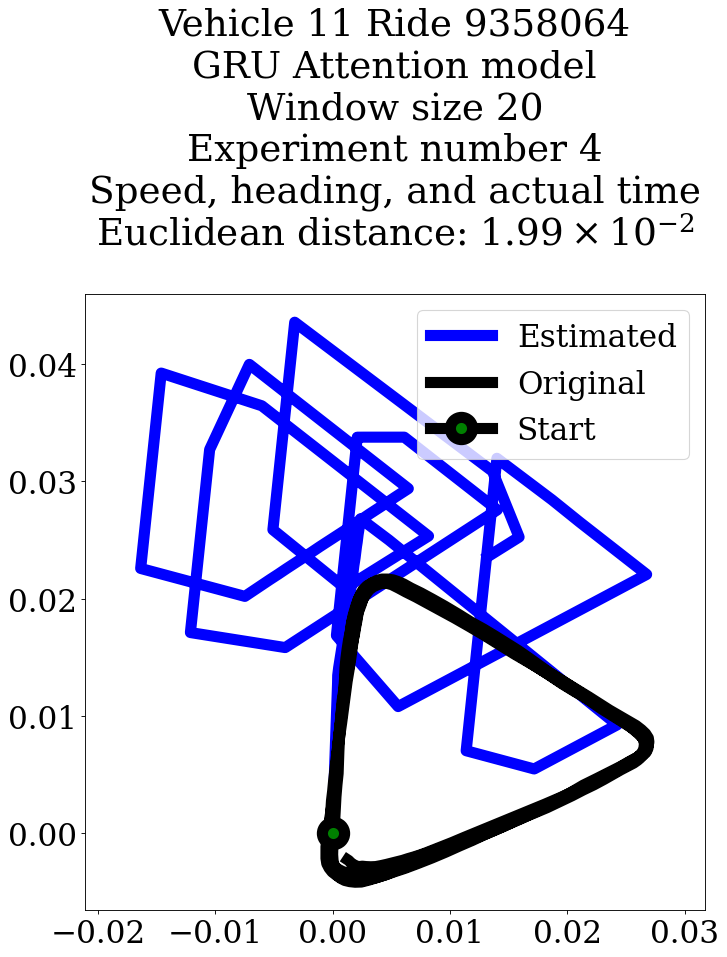 Vehicle 11 Ride 9358064
GRU Attention model
Window size 20
Experiment number 4
Speed, heading, and actual time
Euclidean distance: 1.99 × 10⁻²
Estimated
Original
Start
0.04
0.03
0.02
0.01
0.00
−0.02 −0.01 0.00 0.01 0.02 0.03